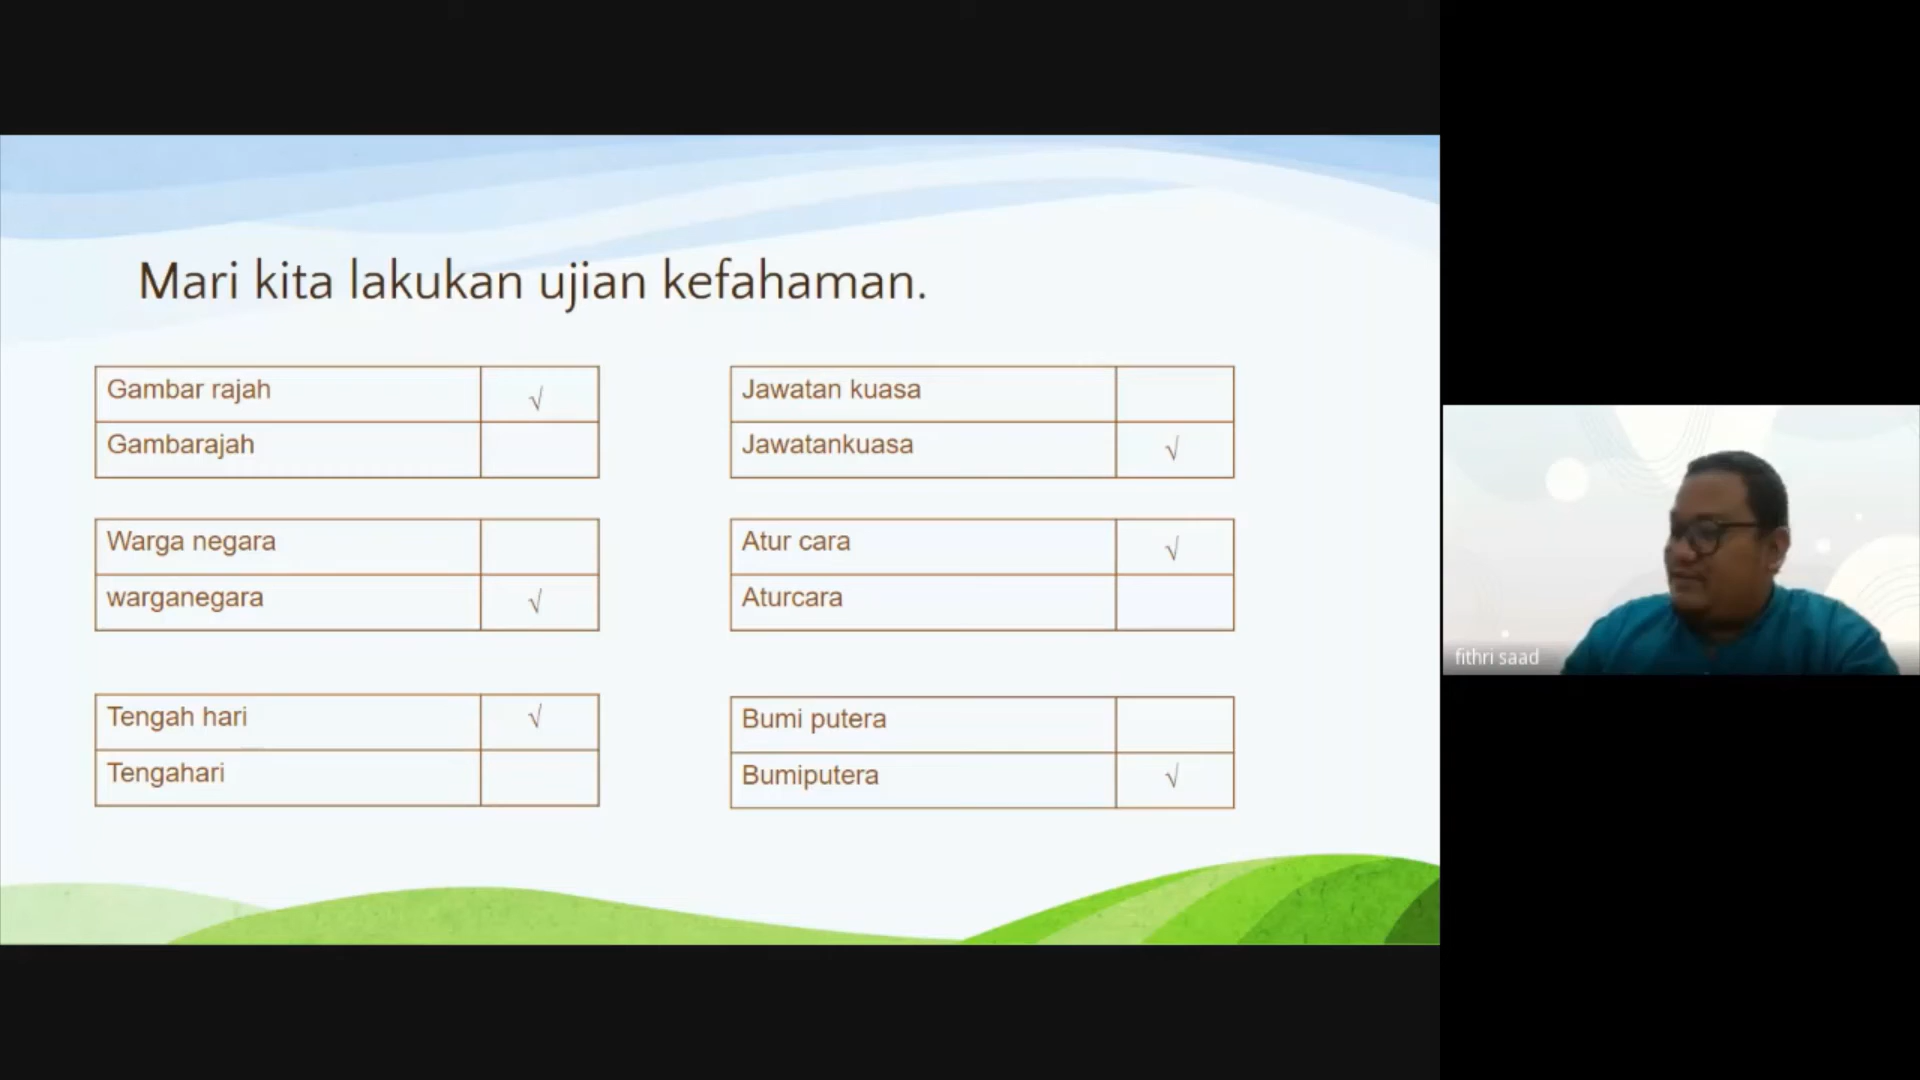 Mari kita lakukan ujian kefahaman.
Gambar rajah √
Gambarajah
Warga negara
warganegara √
Tengah hari √
Tengahari
Jawatan kuasa
Jawatankuasa √
Atur cara √
Aturcara
Bumi putera
Bumiputera √
fithri saad